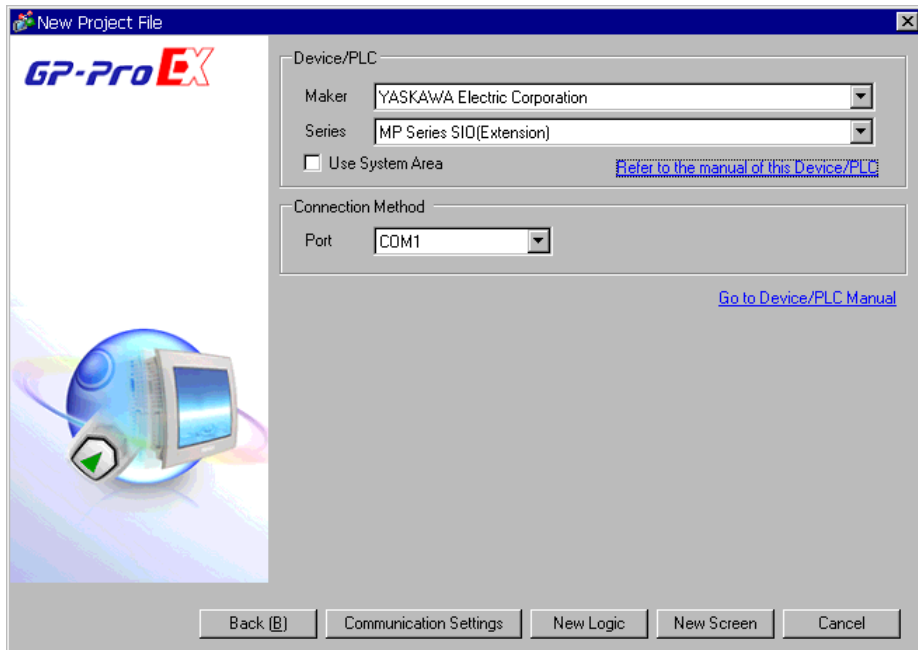 New Project File
GP-Pro EX
Device/PLC
Maker YASKAWA Electric Corporation
Series MP Series SIO(Extension)
Use System Area Refer to the manual of this Device/PLC
Connection Method
Port COM1
Go to Device/PLC Manual
Back (B) Communication Settings New Logic New Screen Cancel